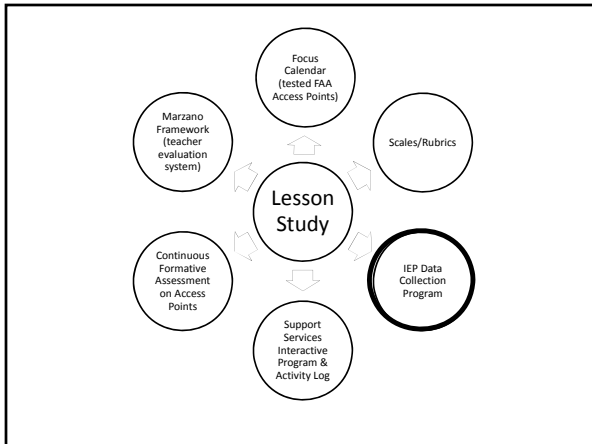 Focus
Calendar
(tested FAA
Access Points)
Marzano
Framework
(teacher
evaluation
system)
Scales/Rubrics
Lesson
Study
Continuous
Formative
Assessment
on Access
Points
IEP Data
Collection
Program
Support
Services
Interactive
Program &
Activity Log